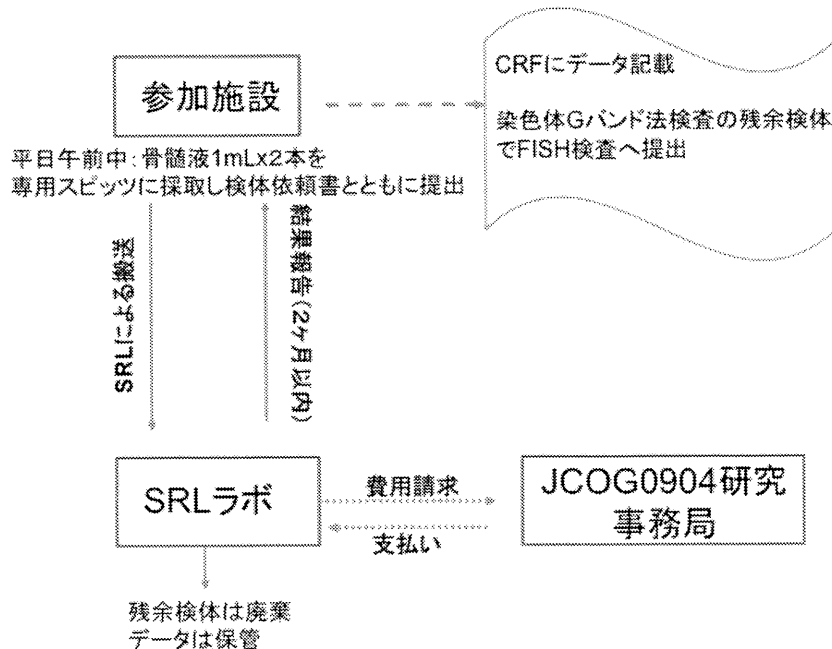 参加施設
CRFにデータ記載
染色体Gバンド法検査の残余検体
でFISH検査へ提出
平日午前中：骨髄液1mLx2本を
専用スピッツに採取し検体依頼書とともに提出
SRLによる搬送
結果報告(2ヶ月以内)
SRLラボ
費用請求
支払い
JCOG0904研究
事務局
残余検体は廃棄
データは保管